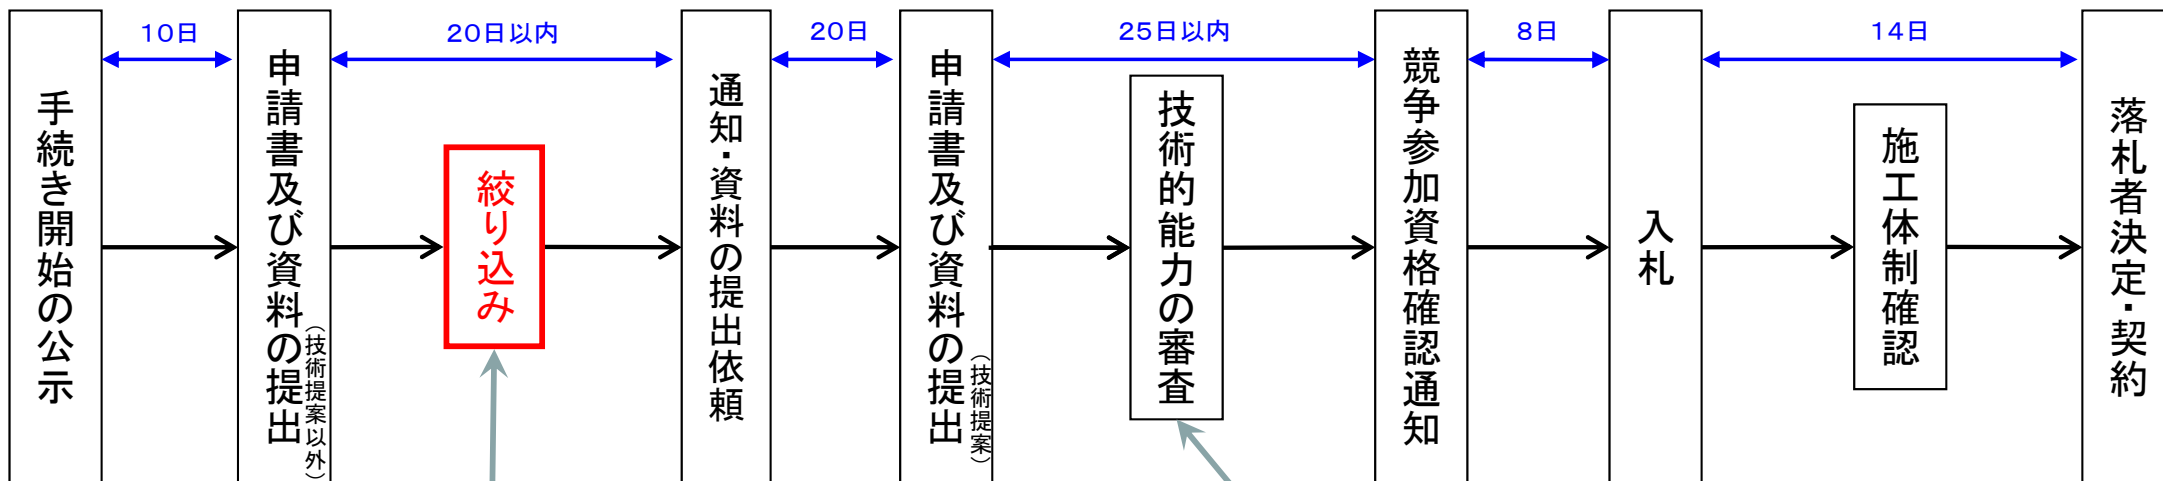 10日
20日以内
20日
25日以内
8日
14日
手続き開始の公示
申請書及び資料の提出
（技術提案以外）
絞り込み
通知・資料の提出依頼
申請書及び資料の提出
（技術提案）
技術的能力の審査
競争参加資格確認通知
入札
施工体制確認
落札者決定・契約